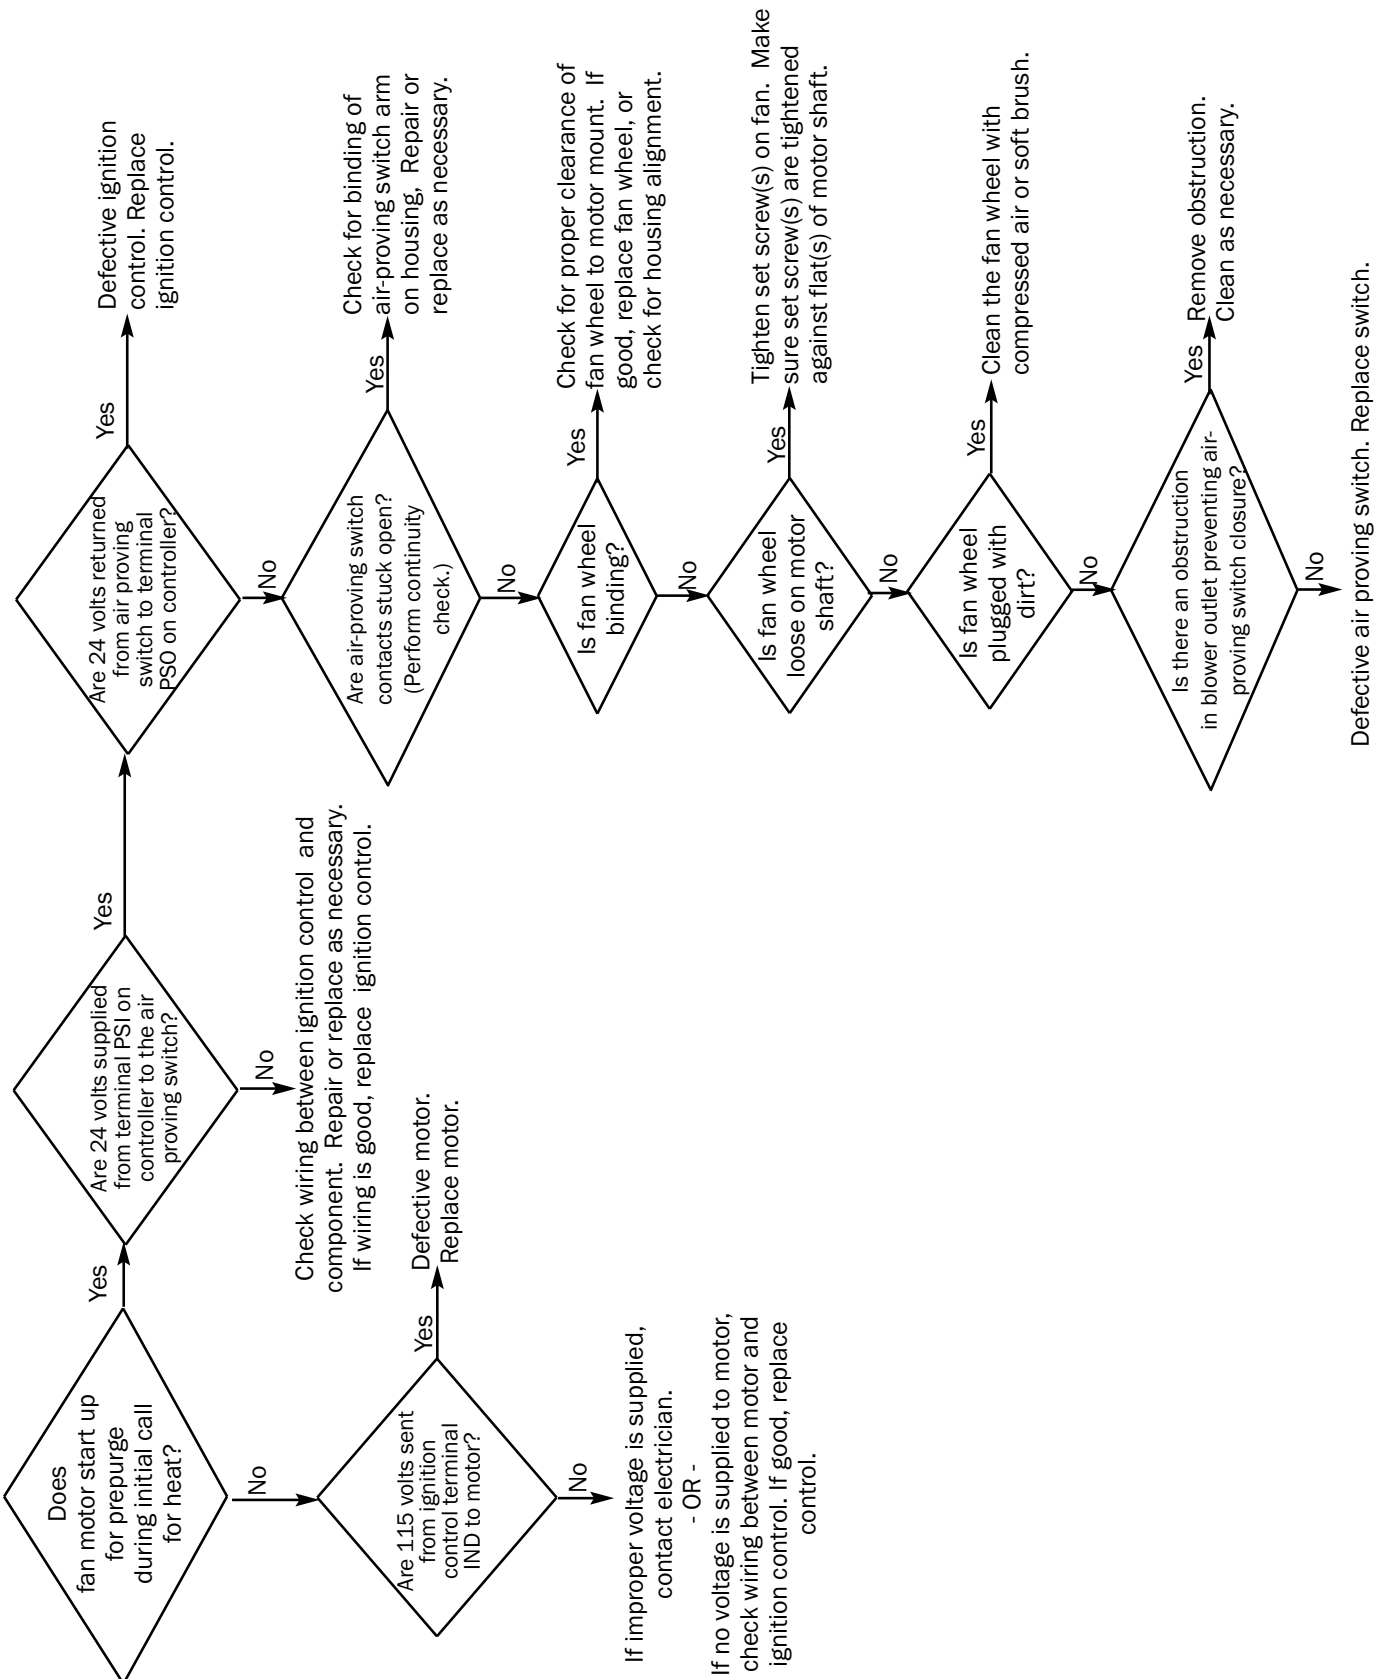 Does
fan motor start up
for prepurge
during initial call
for heat?
Yes
No
Are 115 volts sent
from ignition
control terminal
IND to motor?
Yes
Defective motor.
Replace motor.
No
If improper voltage is supplied,
contact electrician.
- OR -
If no voltage is supplied to motor,
check wiring between motor and
ignition control. If good, replace
control.
Are 24 volts supplied
from terminal PSI on
controller to the air
proving switch?
Yes
No
Check wiring between ignition control and
component. Repair or replace as necessary.
If wiring is good, replace ignition control.
Are 24 volts returned
from air proving
switch to terminal
PSO on controller?
Yes
Defective ignition
control. Replace
ignition control.
No
Are air-proving switch
contacts stuck open?
(Perform continuity
check.)
Yes
Check for binding of
air-proving switch arm
on housing, Repair or
replace as necessary.
No
Is fan wheel
binding?
Yes
Check for proper clearance of
fan wheel to motor mount. If
good, replace fan wheel, or
check for housing alignment.
No
Is fan wheel
loose on motor
shaft?
Yes
Tighten set screw(s) on fan. Make
sure set screw(s) are tightened
against flat(s) of motor shaft.
No
Is fan wheel
plugged with
dirt?
Yes
Clean the fan wheel with
compressed air or soft brush.
No
Is there an obstruction
in blower outlet preventing air-
proving switch closure?
Yes
Remove obstruction.
Clean as necessary.
No
Defective air proving switch. Replace switch.